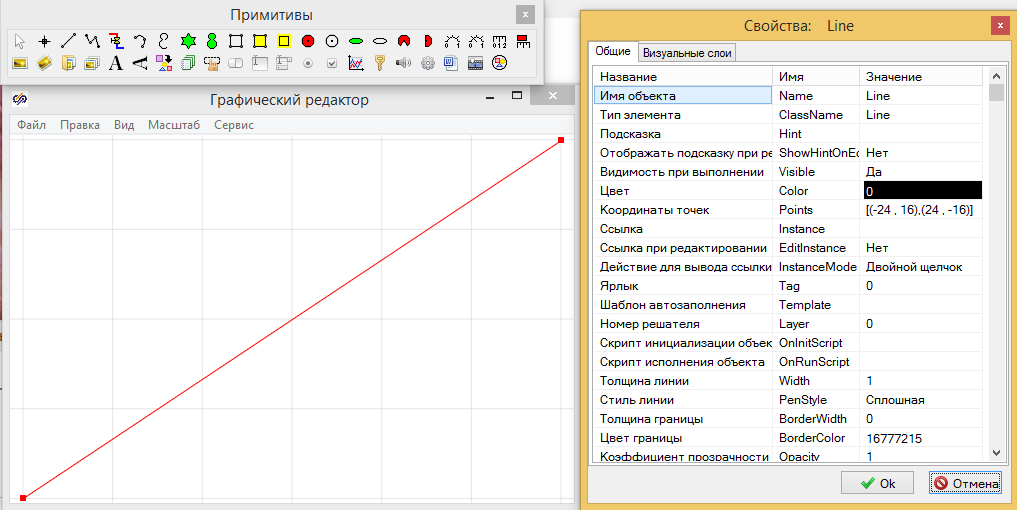 Примитивы
A
Графический редактор
Файл Правка Вид Масштаб Сервис
Свойства: Line
Общие Визуальные слои
Название Имя Значение
Имя объекта Name Line
Тип элемента ClassName Line
Подсказка Hint
Отображать подсказку при ре ShowHintOnEd Нет
Видимость при выполнении Visible Да
Цвет Color 0
Координаты точек Points [(-24 , 16),(24 , -16)]
Ссылка Instance
Ссылка при редактировании EditInstance Нет
Действие для вывода ссылки InstanceMode Двойной щелчок
Ярлык Tag 0
Шаблон автозаполнения Template
Номер решателя Layer 0
Скрипт инициализации объек OnInitScript
Скрипт исполнения объекта OnRunScript
Толщина линии Width 1
Стиль линии PenStyle Сплошная
Толщина границы BorderWidth 0
Цвет границы BorderColor 16777215
Коэффициент прозрачности Opacity 1
Ok Отмена